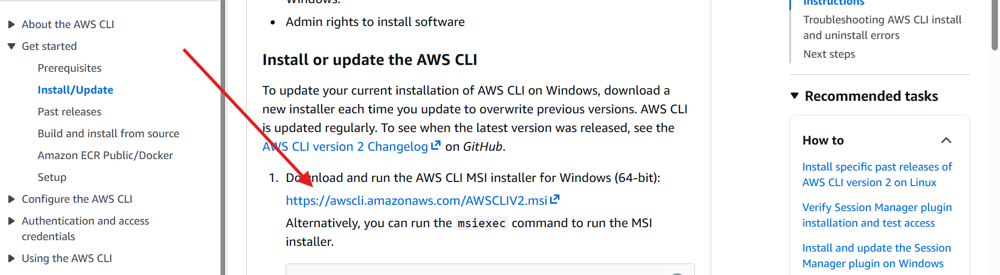 About the AWS CLI
Get started
Prerequisites
Install/Update
Past releases
Build and install from source
Amazon ECR Public/Docker
Setup
Configure the AWS CLI
Authentication and access
credentials
Using the AWS CLI
Windows.
• Admin rights to install software
Install or update the AWS CLI
To update your current installation of AWS CLI on Windows, download a
new installer each time you update to overwrite previous versions. AWS CLI
is updated regularly. To see when the latest version was released, see the
AWS CLI version 2 Changelog on GitHub.
1. Download and run the AWS CLI MSI installer for Windows (64-bit):
https://awscli.amazonaws.com/AWSCLIV2.msi
Alternatively, you can run the msiexec command to run the MSI
installer.
instructions
Troubleshooting AWS CLI install
and uninstall errors
Next steps
Recommended tasks
How to
Install specific past releases of
AWS CLI version 2 on Linux
Verify Session Manager plugin
installation and test access
Install and update the Session
Manager plugin on Windows